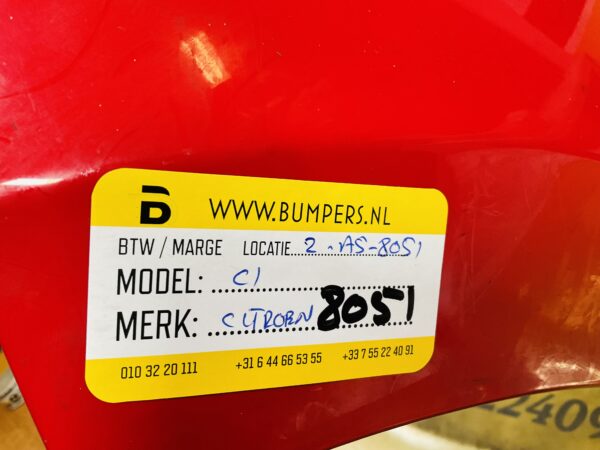 B WWW.BUMPERS.NL
BTW / MARGE LOCATIE 2-AS-8051
MODEL: C1
MERK: CITROEN 8051
010 32 20 111 +31 6 44 66 53 55 +33 7 55 22 40 91
2409